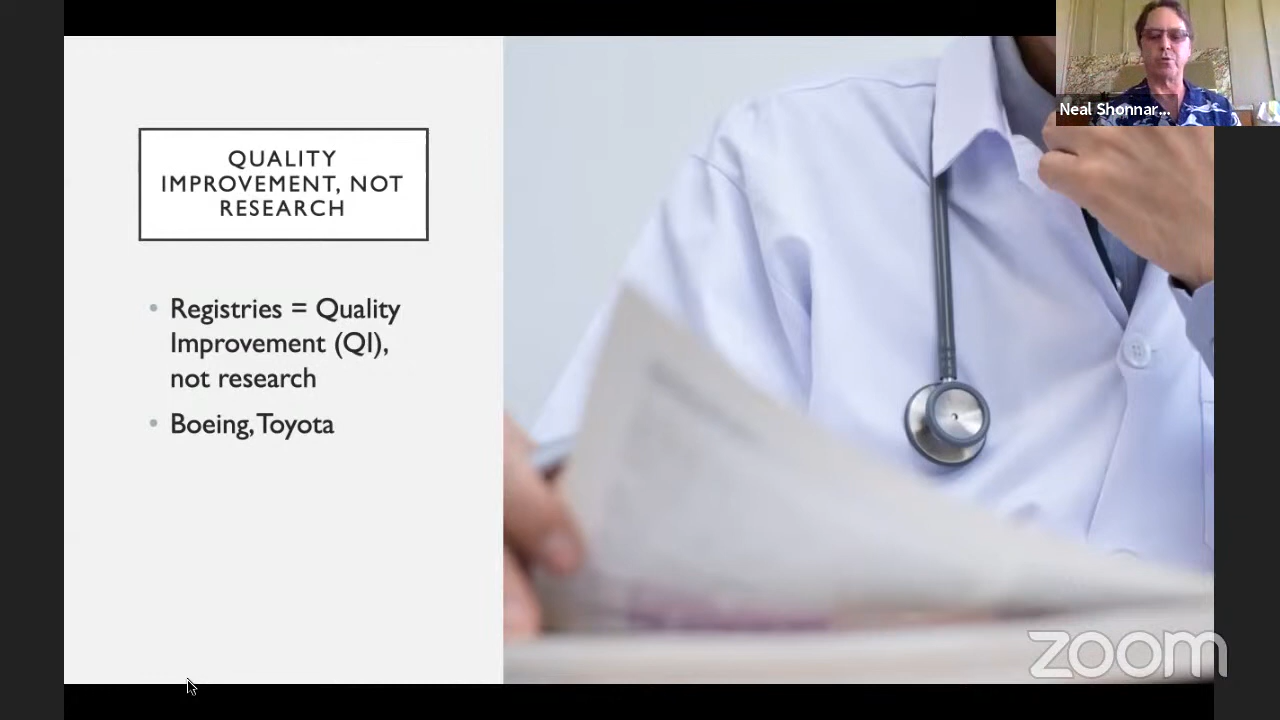 QUALITY
IMPROVEMENT, NOT
RESEARCH
• Registries = Quality
Improvement (QI),
not research
• Boeing, Toyota
Neal Shonnar...
zoom